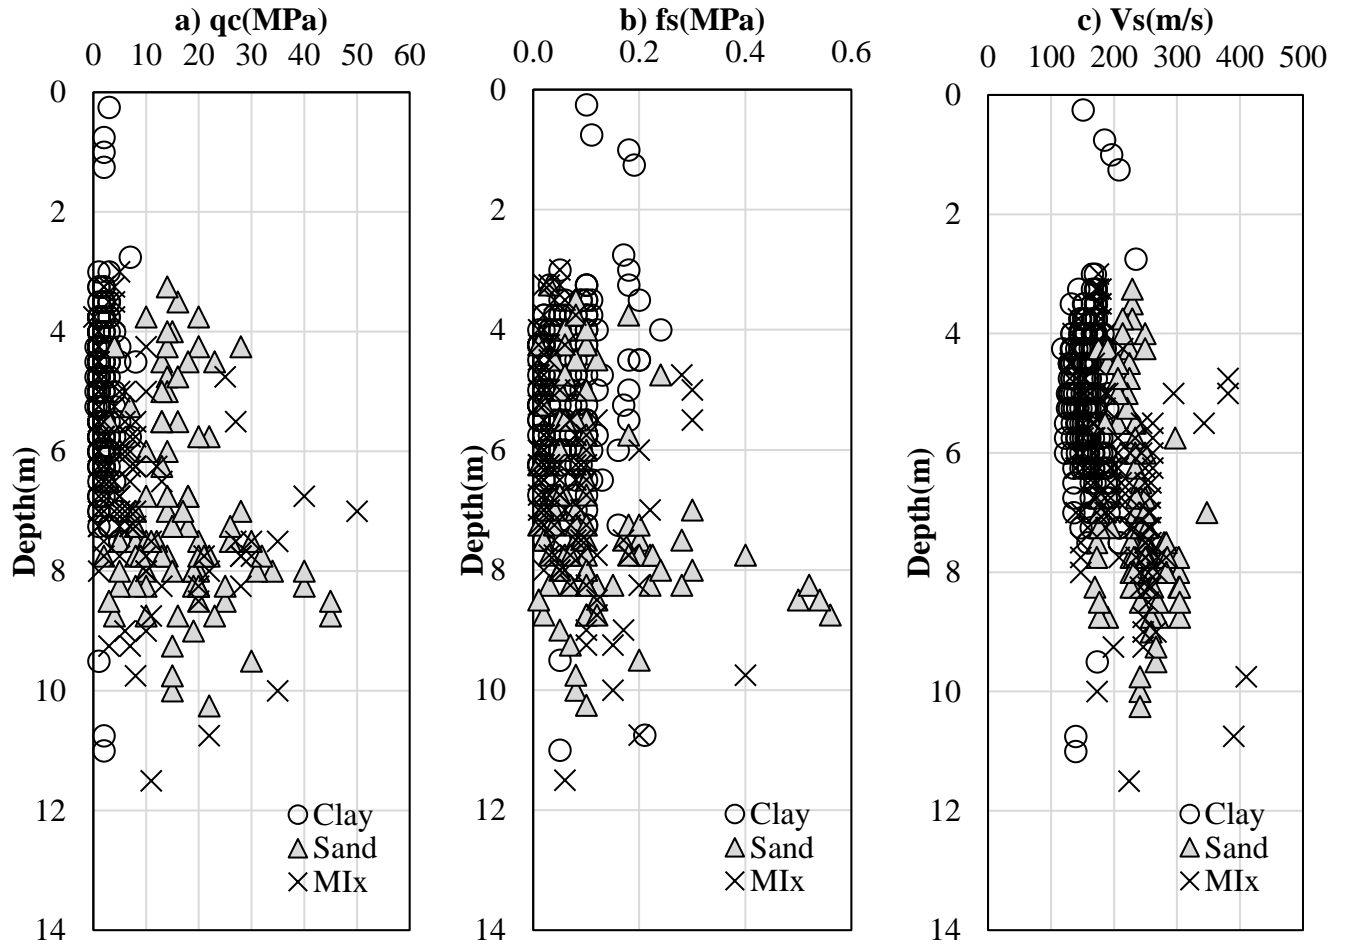 a) qc(MPa)
0 10 20 30 40 50 60
0
2
4
6
8
10
12
14
Depth(m)
Clay
Sand
MIx
b) fs(MPa)
0.0 0.2 0.4 0.6
0
2
4
6
8
10
12
14
Depth(m)
Clay
Sand
MIx
c) Vs(m/s)
0 100 200 300 400 500
0
2
4
6
8
10
12
14
Depth(m)
Clay
Sand
MIx